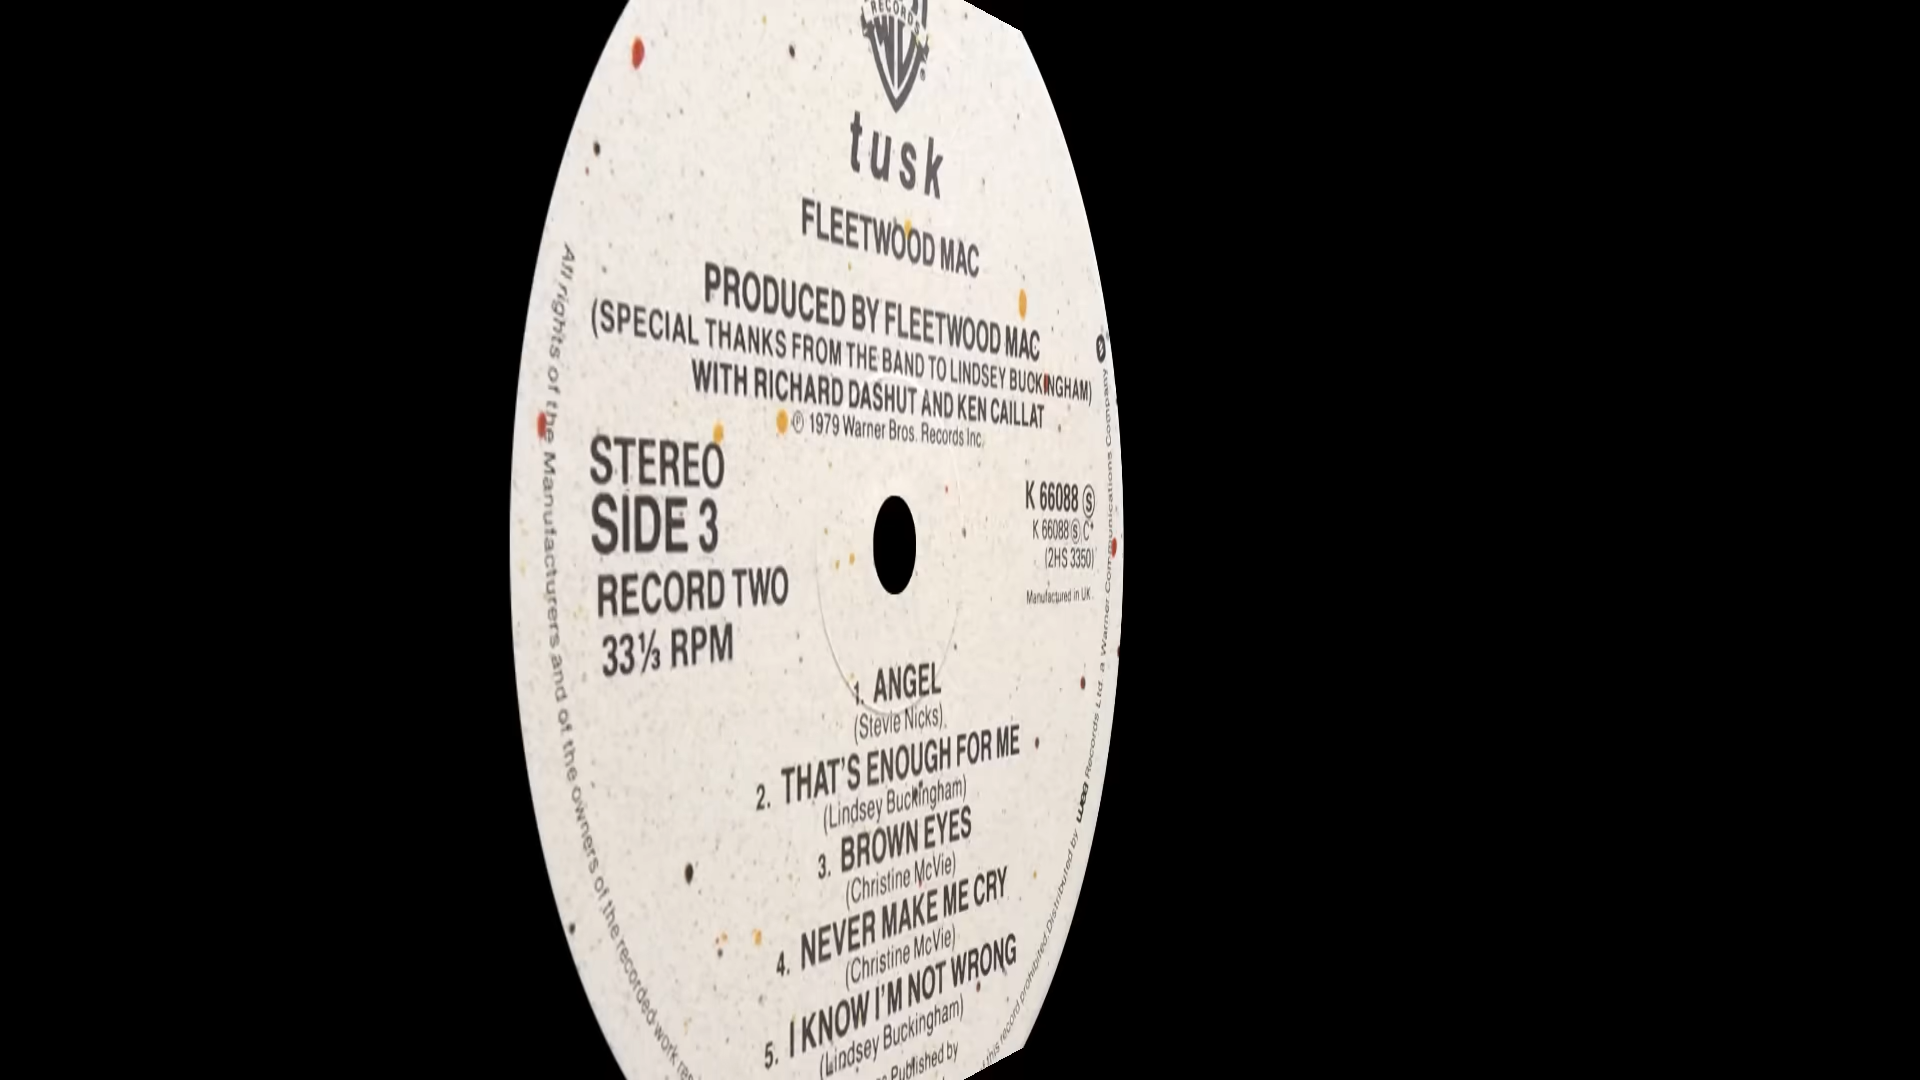 RECORDS
tusk
FLEETWOOD MAC
PRODUCED BY FLEETWOOD MAC
(SPECIAL THANKS FROM THE BAND TO LINDSEY BUCKINGHAM)
WITH RICHARD DASHUT AND KEN CAILLAT
℗ 1979 Warner Bros. Records Inc.
STEREO
SIDE 3
RECORD TWO
33⅓ RPM
K 66088 Ⓢ
K 66088 Ⓢ C
(2HS 3350)
Manufactured in UK.
1. ANGEL
(Stevie Nicks)
2. THAT'S ENOUGH FOR ME
(Lindsey Buckingham)
3. BROWN EYES
(Christine McVie)
4. NEVER MAKE ME CRY
(Christine McVie)
5. I KNOW I'M NOT WRONG
(Lindsey Buckingham)
Published by
All rights of the Manufacturers and of the owners of the recorded work
this record prohibited. Distributed by wea Records Ltd. a Warner Communications Company